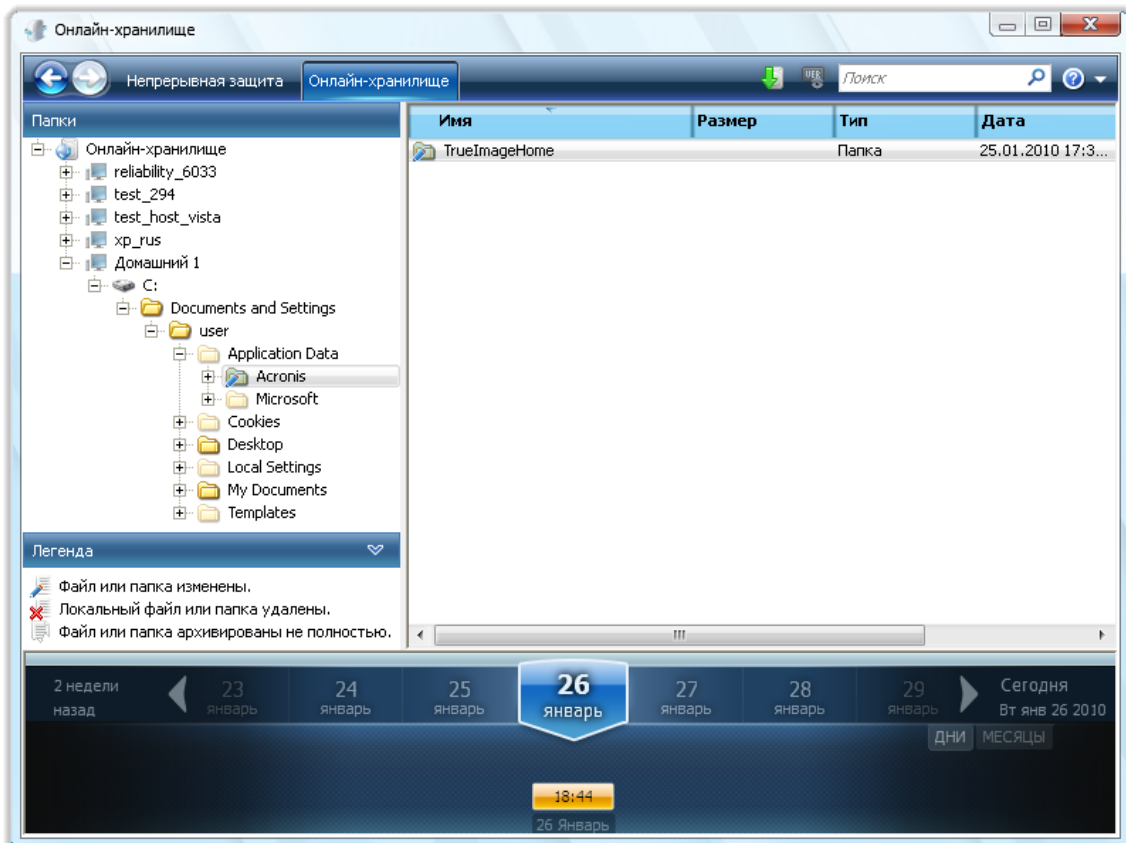 Онлайн-хранилище
Непрерывная защита Онлайн-хранилище VER Поиск
Папки
Онлайн-хранилище
reliability_6033
test_294
test_host_vista
xp_rus
Домашний 1
C:
Documents and Settings
user
Application Data
Acronis
Microsoft
Cookies
Desktop
Local Settings
My Documents
Templates
Имя Размер Тип Дата
TrueImageHome Папка 25.01.2010 17:3...
Легенда
Файл или папка изменены.
Локальный файл или папка удалены.
Файл или папка архивированы не полностью.
2 недели назад
23 январь
24 январь
25 январь
26 январь
27 январь
28 январь
29 январь
Сегодня
Вт янв 26 2010
ДНИ МЕСЯЦЫ
18:44
26 Январь